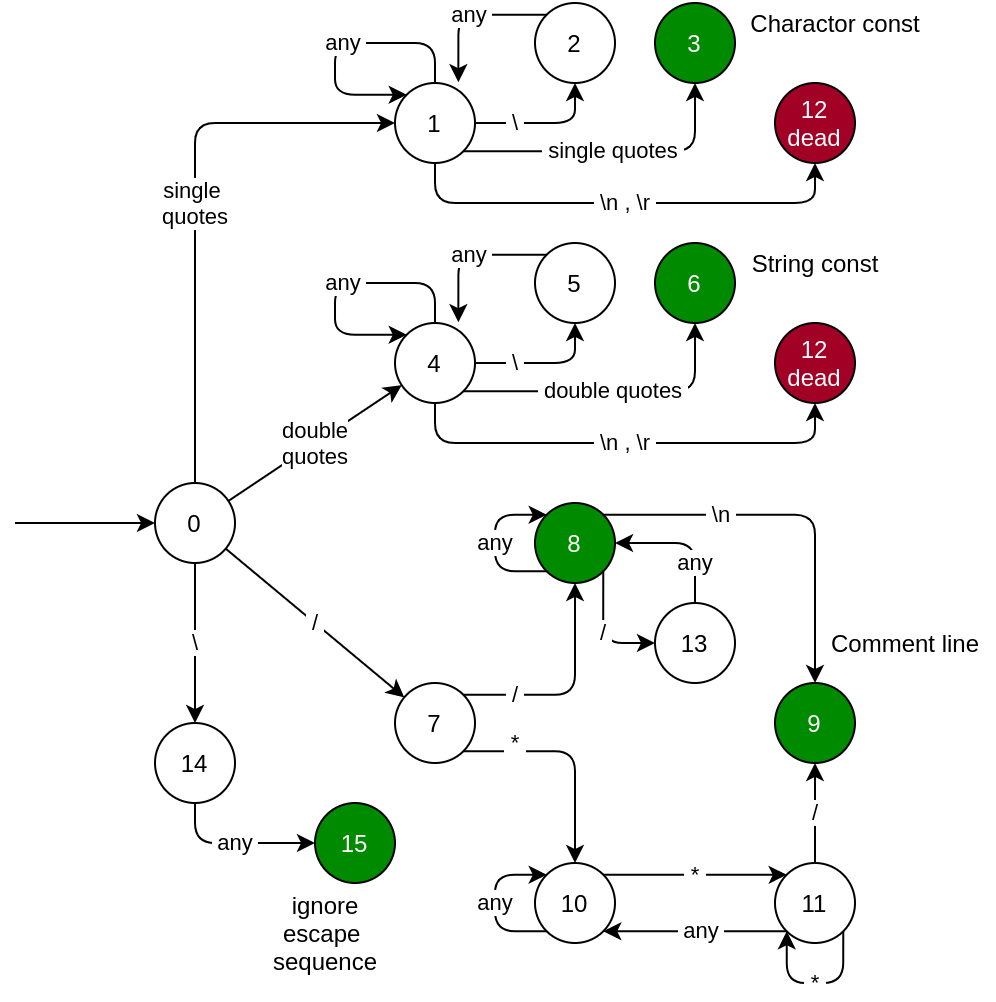 any
2
3
Charactor const
any
1
\
single quotes
12
dead
\n , \r
single
quotes
any
5
6
String const
any
4
\
double quotes
12
dead
\n , \r
double
quotes
0
8
any
\n
any
/
13
Comment line
/
\
7
/
*
9
14
any
15
/
ignore
escape
sequence
any
10
*
11
any
*